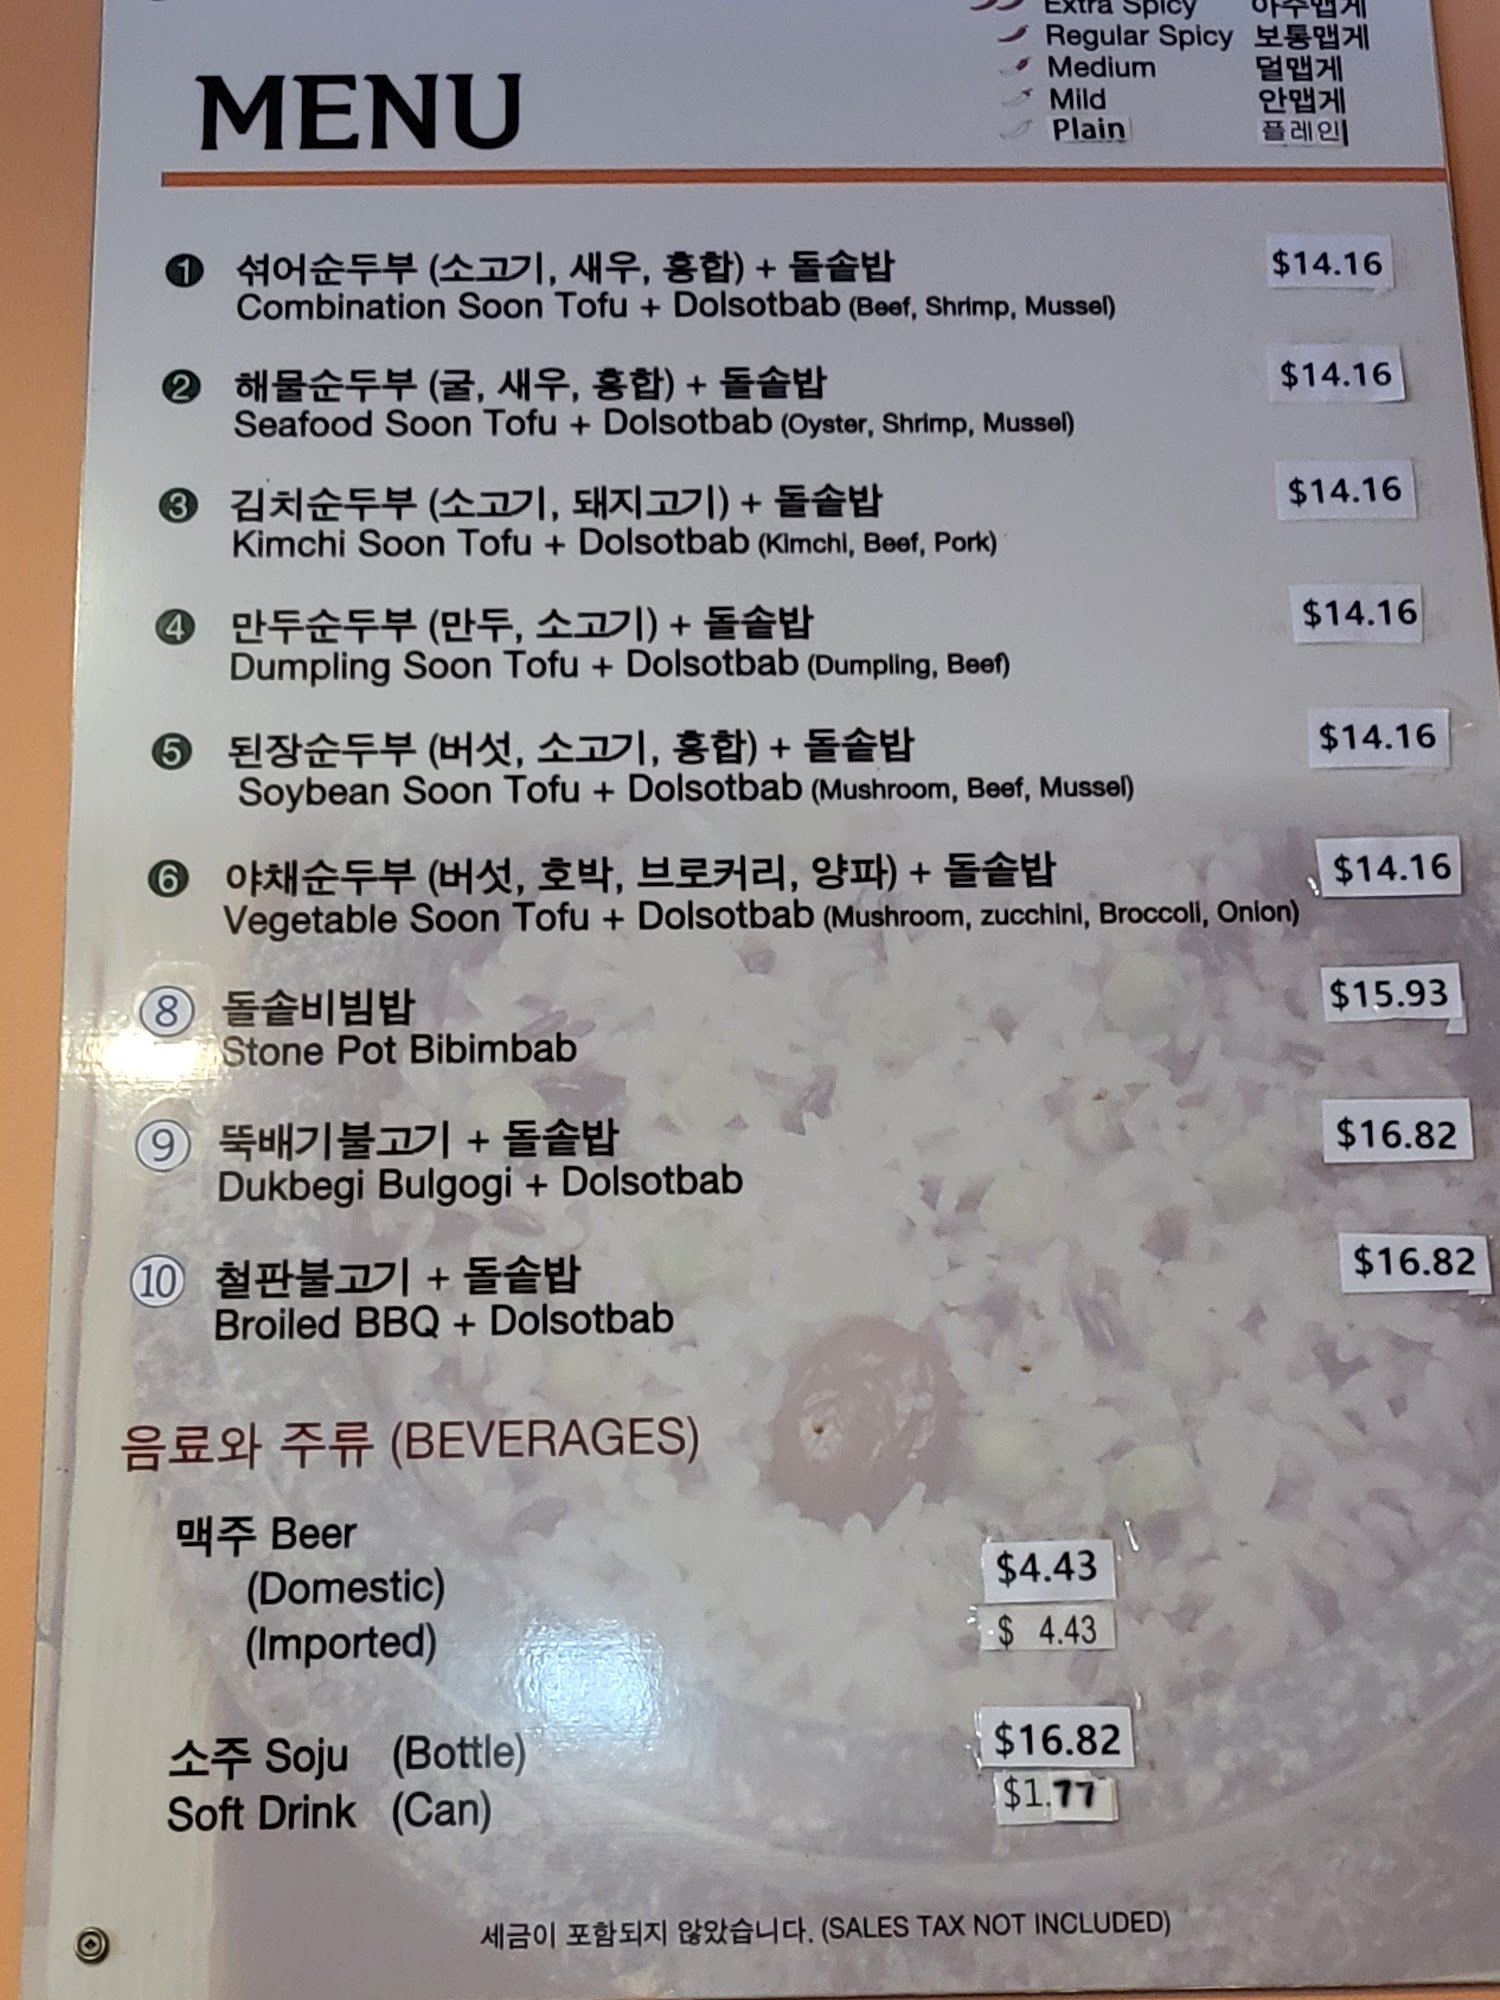 Extra Spicy 아주맵게
Regular Spicy 보통맵게
Medium 덜맵게
Mild 안맵게
Plain 플레인
MENU
1 섞어순두부 (소고기, 새우, 홍합) + 돌솥밥 $14.16
Combination Soon Tofu + Dolsotbab (Beef, Shrimp, Mussel)
2 해물순두부 (굴, 새우, 홍합) + 돌솥밥 $14.16
Seafood Soon Tofu + Dolsotbab (Oyster, Shrimp, Mussel)
3 김치순두부 (소고기, 돼지고기) + 돌솥밥 $14.16
Kimchi Soon Tofu + Dolsotbab (Kimchi, Beef, Pork)
4 만두순두부 (만두, 소고기) + 돌솥밥 $14.16
Dumpling Soon Tofu + Dolsotbab (Dumpling, Beef)
5 된장순두부 (버섯, 소고기, 홍합) + 돌솥밥 $14.16
Soybean Soon Tofu + Dolsotbab (Mushroom, Beef, Mussel)
6 야채순두부 (버섯, 호박, 브로커리, 양파) + 돌솥밥 $14.16
Vegetable Soon Tofu + Dolsotbab (Mushroom, zucchini, Broccoli, Onion)
8 돌솥비빔밥 $15.93
Stone Pot Bibimbab
9 뚝배기불고기 + 돌솥밥 $16.82
Dukbegi Bulgogi + Dolsotbab
10 철판불고기 + 돌솥밥 $16.82
Broiled BBQ + Dolsotbab
음료와 주류 (BEVERAGES)
맥주 Beer
(Domestic) $4.43
(Imported) $ 4.43
소주 Soju (Bottle) $16.82
Soft Drink (Can) $1.77
세금이 포함되지 않았습니다. (SALES TAX NOT INCLUDED)